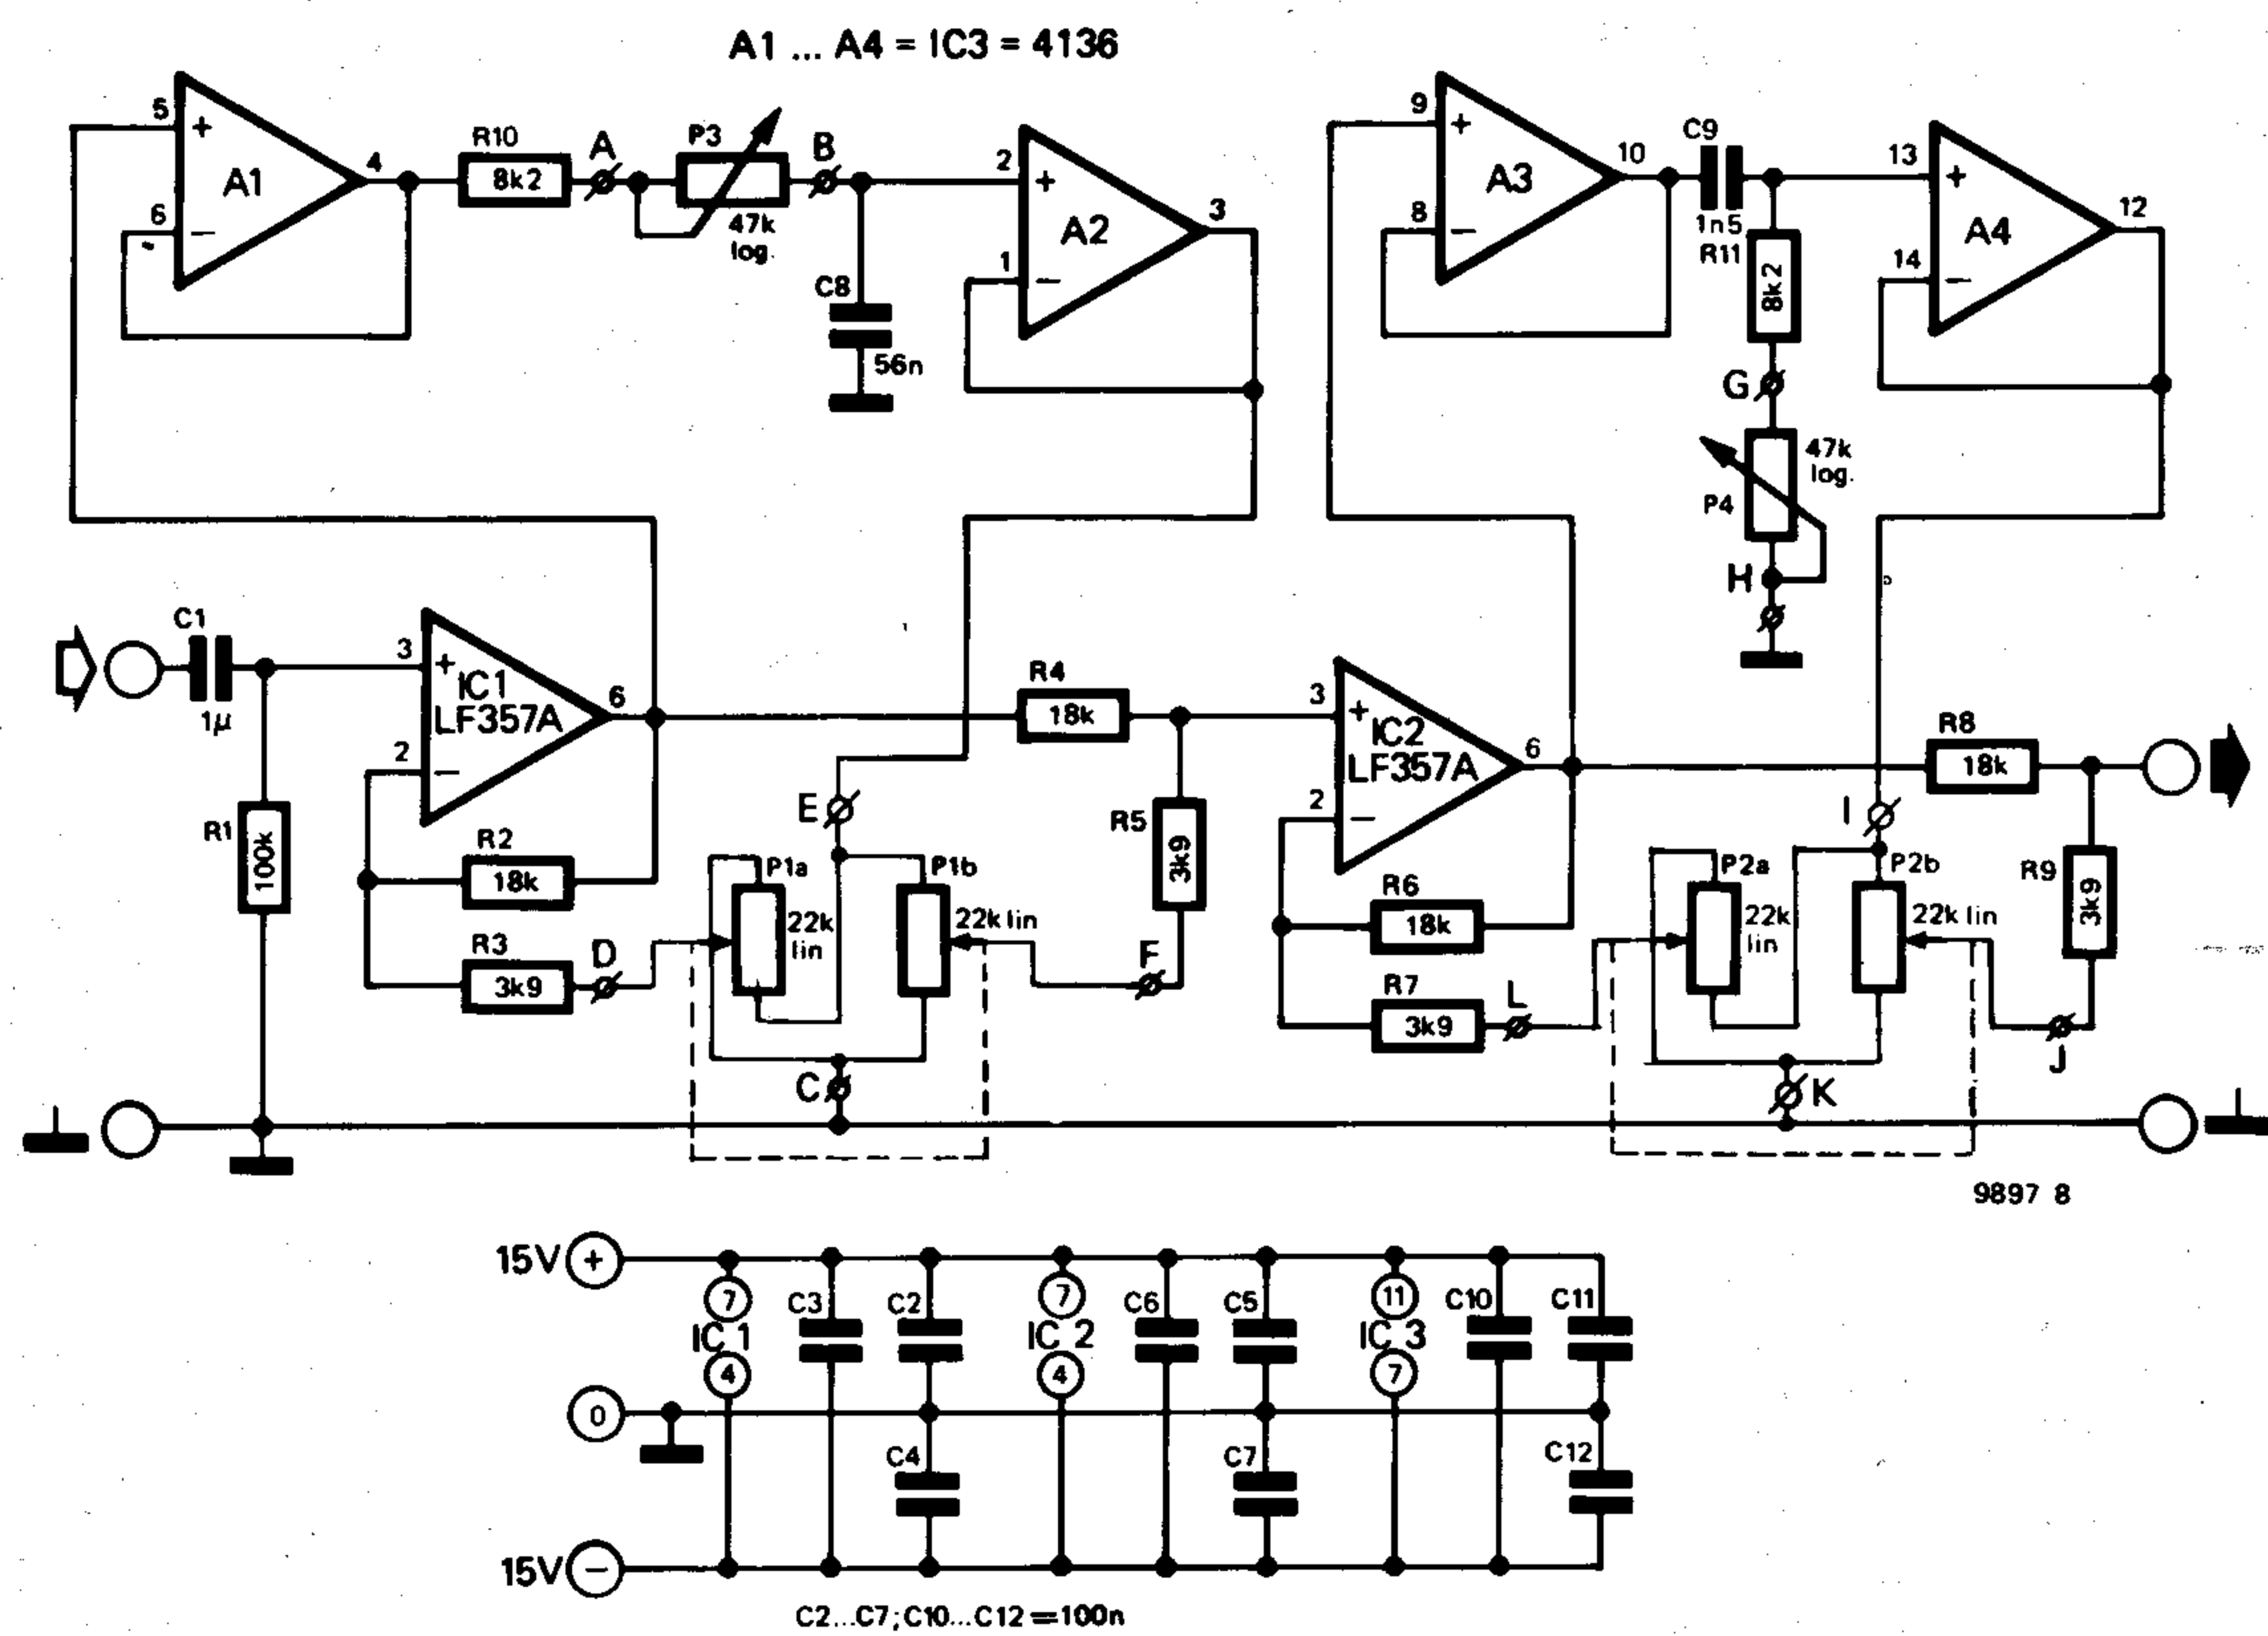 A1 ... A4 = IC3 = 4136
5
+
A1
4
6
−
R10
8k2
A
P3
47k
log.
B
C8
56n
2
+
A2
3
1
−
9
+
A3
10
8
−
C9
1n5
R11
8k2
G
47k
log.
P4
H
13
+
A4
12
14
−
C1
1µ
R1
100k
3
+
IC1
LF357A
6
2
−
R2
18k
R3
3k9
D
E
P1a
22k
lin
P1b
22k lin
C
F
R4
18k
R5
3k9
3
+
IC2
LF357A
6
2
−
R6
18k
R7
3k9
L
I
P2a
22k
lin
P2b
22k lin
K
J
R8
18k
R9
3k9
9897 8
15V +
7
IC 1
4
C3
C2
7
IC 2
4
C6
C5
11
IC 3
7
C10
C11
0
C4
C7
C12
15V −
C2...C7;C10...C12=100n